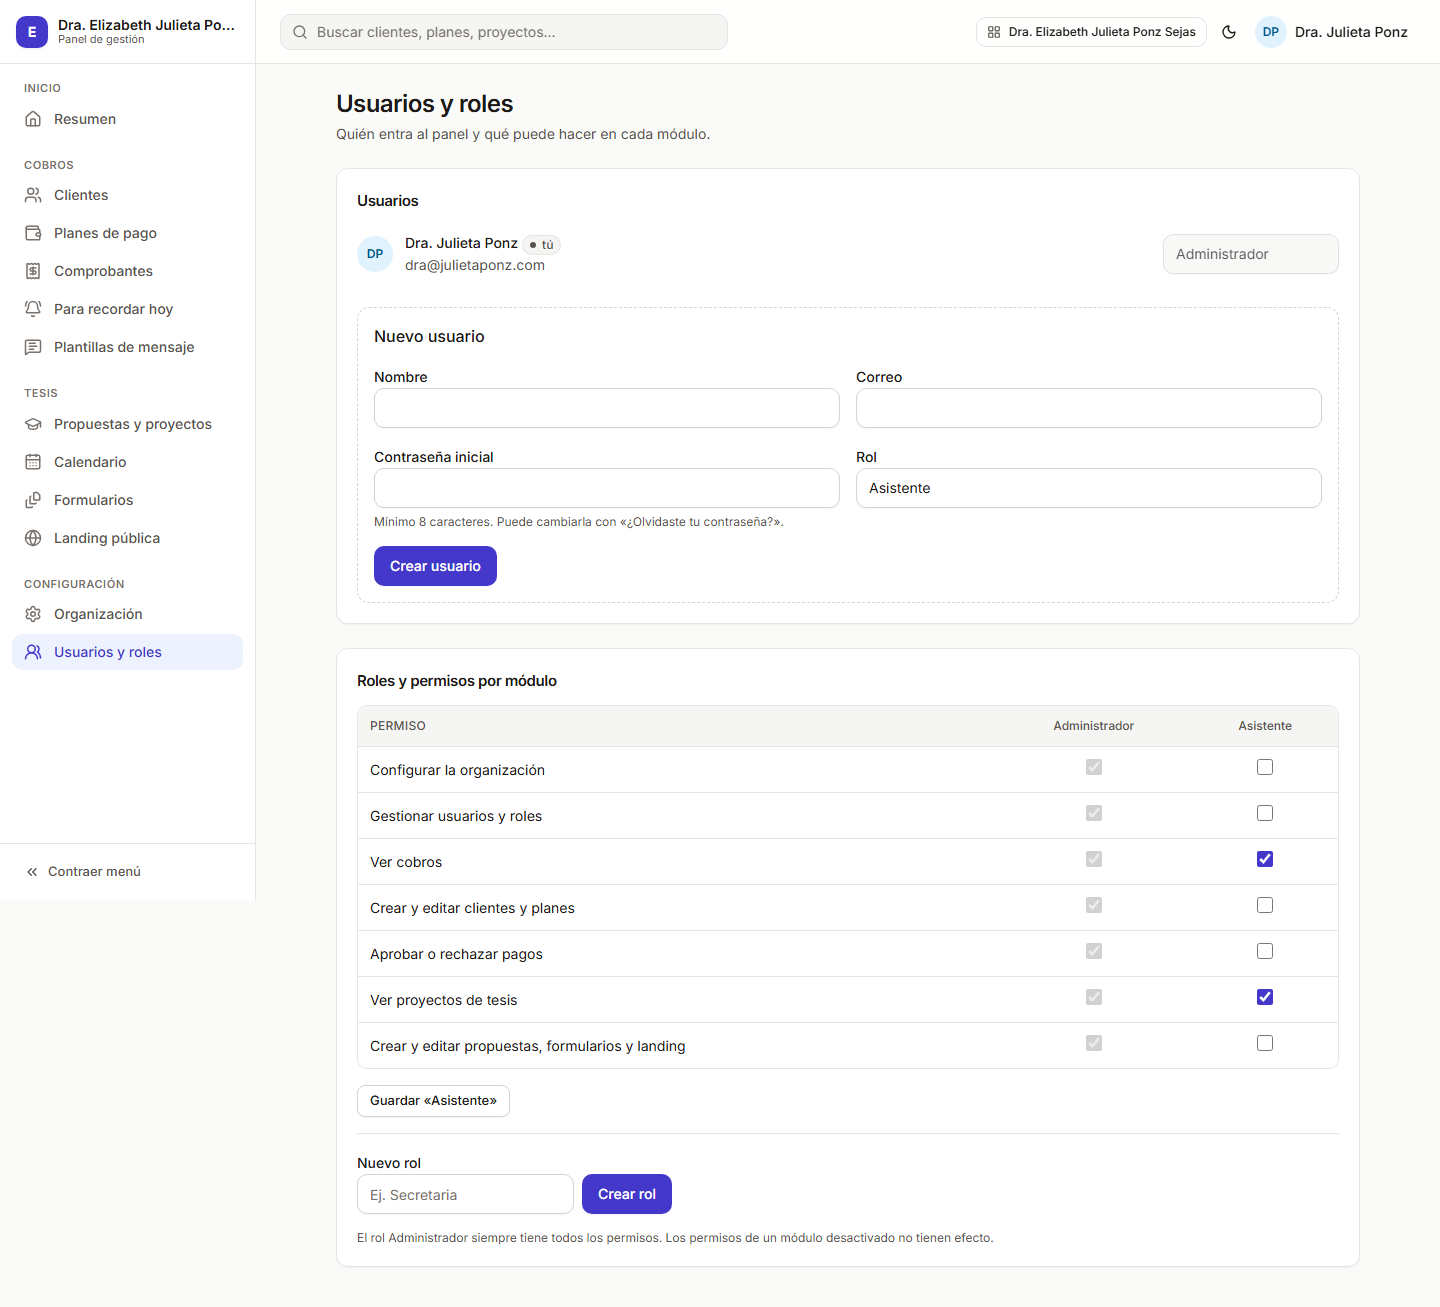 E
Dra. Elizabeth Julieta Po...
Panel de gestión
Buscar clientes, planes, proyectos...
Dra. Elizabeth Julieta Ponz Sejas
DP
Dra. Julieta Ponz
INICIO
Resumen
COBROS
Clientes
Planes de pago
Comprobantes
Para recordar hoy
Plantillas de mensaje
TESIS
Propuestas y proyectos
Calendario
Formularios
Landing pública
CONFIGURACIÓN
Organización
Usuarios y roles
Contraer menú
Usuarios y roles
Quién entra al panel y qué puede hacer en cada módulo.
Usuarios
DP
Dra. Julieta Ponz
tú
dra@julietaponz.com
Administrador
Nuevo usuario
Nombre
Correo
Contraseña inicial
Rol
Asistente
Mínimo 8 caracteres. Puede cambiarla con «¿Olvidaste tu contraseña?».
Crear usuario
Roles y permisos por módulo
PERMISO
Administrador
Asistente
Configurar la organización
Gestionar usuarios y roles
Ver cobros
Crear y editar clientes y planes
Aprobar o rechazar pagos
Ver proyectos de tesis
Crear y editar propuestas, formularios y landing
Guardar «Asistente»
Nuevo rol
Ej. Secretaria
Crear rol
El rol Administrador siempre tiene todos los permisos. Los permisos de un módulo desactivado no tienen efecto.